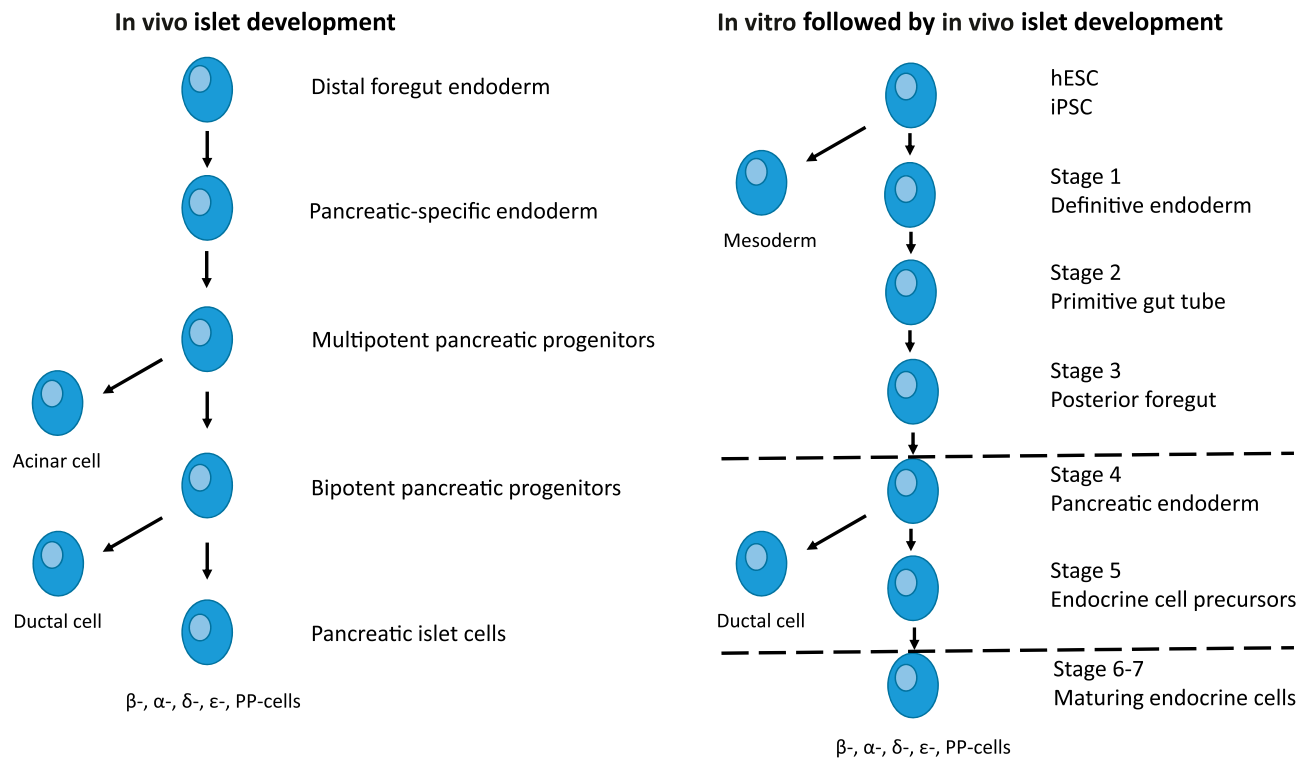 In vivo islet development
Distal foregut endoderm
Pancreatic-specific endoderm
Multipotent pancreatic progenitors
Acinar cell
Bipotent pancreatic progenitors
Ductal cell
Pancreatic islet cells
β-, α-, δ-, ε-, PP-cells
In vitro followed by in vivo islet development
hESC
iPSC
Mesoderm
Stage 1
Definitive endoderm
Stage 2
Primitive gut tube
Stage 3
Posterior foregut
Stage 4
Pancreatic endoderm
Ductal cell
Stage 5
Endocrine cell precursors
Stage 6-7
Maturing endocrine cells
β-, α-, δ-, ε-, PP-cells